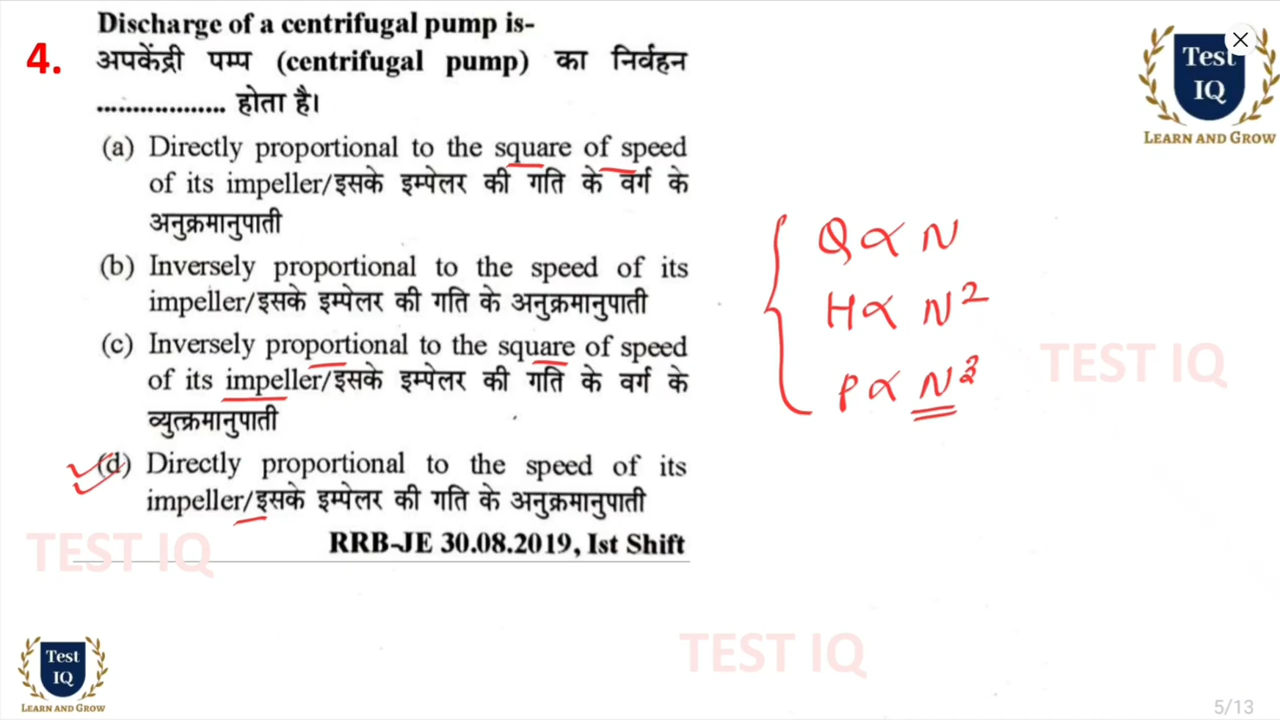 4.
Discharge of a centrifugal pump is-
अपकेंद्री पम्प (centrifugal pump) का निर्वहन
.................. होता है।
(a) Directly proportional to the square of speed
of its impeller/इसके इम्पेलर की गति के वर्ग के
अनुक्रमानुपाती
(b) Inversely proportional to the speed of its
impeller/इसके इम्पेलर की गति के अनुक्रमानुपाती
(c) Inversely proportional to the square of speed
of its impeller/इसके इम्पेलर की गति के वर्ग के
व्युत्क्रमानुपाती
(d) Directly proportional to the speed of its
impeller/इसके इम्पेलर की गति के अनुक्रमानुपाती
RRB-JE 30.08.2019, Ist Shift
Q ∝ N
H ∝ N²
P ∝ N³
Test
IQ
LEARN AND GROW
TEST IQ
TEST IQ
TEST IQ
Test
IQ
LEARN AND GROW
5/13